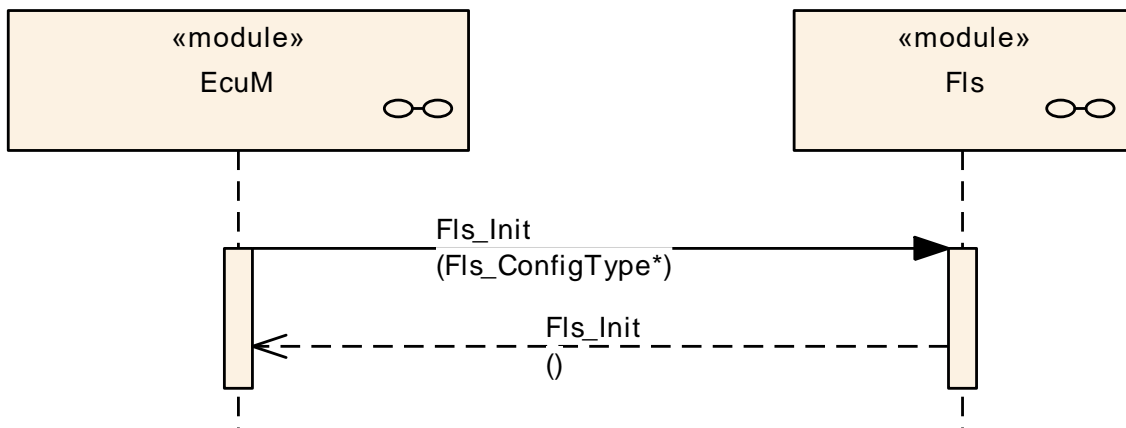 «module»
EcuM
«module»
Fls
Fls_Init
(Fls_ConfigType*)
Fls_Init
()